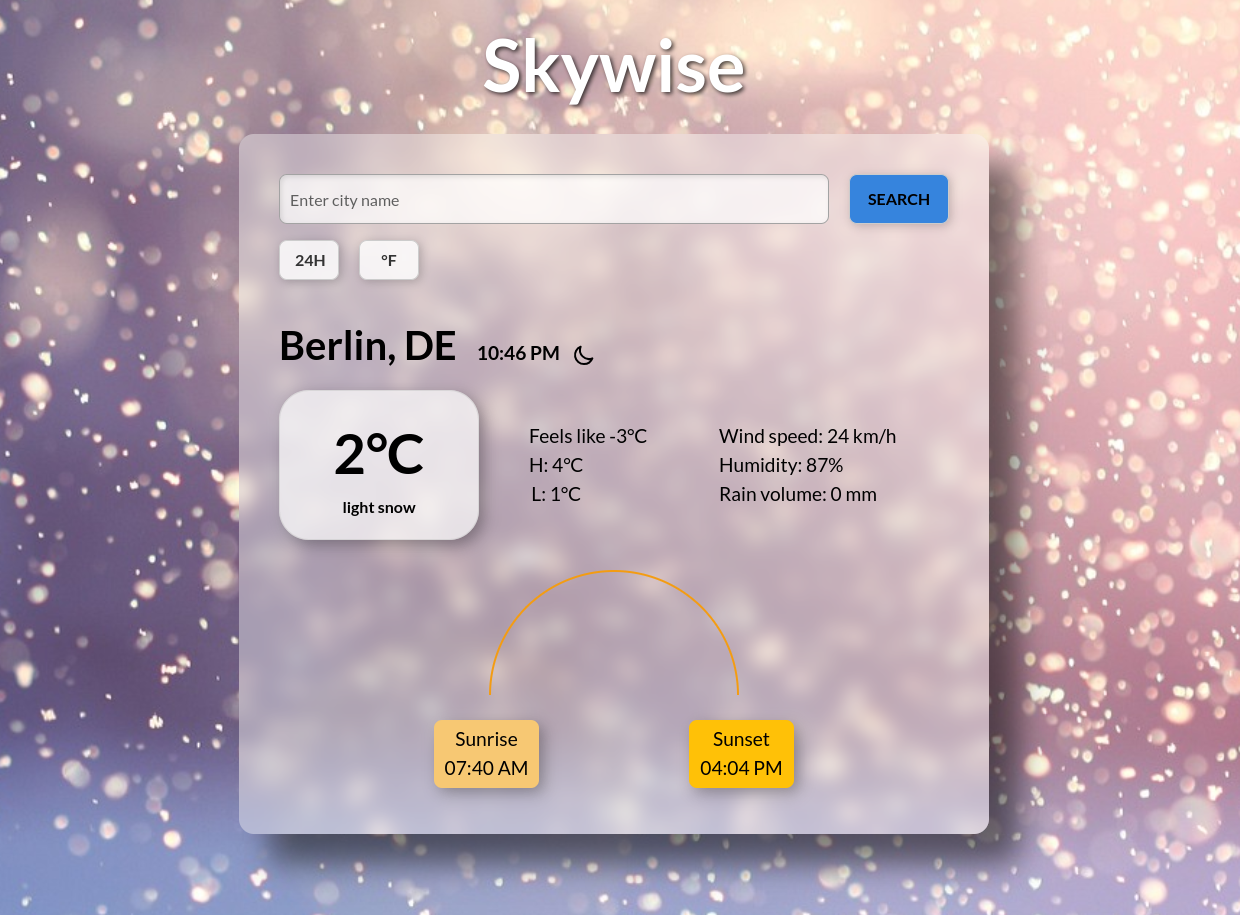 Skywise
Enter city name
SEARCH
24H
°F
Berlin, DE
10:46 PM
2°C
light snow
Feels like -3°C
H: 4°C
L: 1°C
Wind speed: 24 km/h
Humidity: 87%
Rain volume: 0 mm
Sunrise
07:40 AM
Sunset
04:04 PM